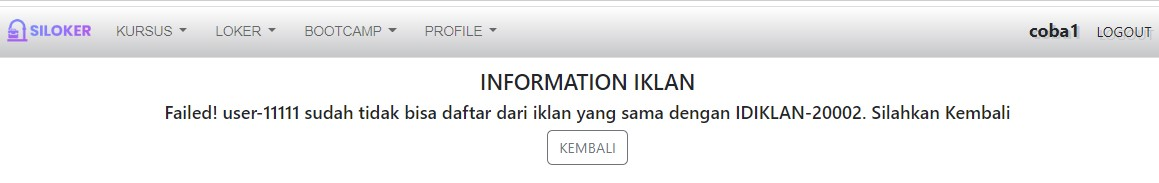 SILOKER KURSUS LOKER BOOTCAMP PROFILE coba1 LOGOUT
INFORMATION IKLAN
Failed! user-11111 sudah tidak bisa daftar dari iklan yang sama dengan IDIKLAN-20002. Silahkan Kembali
KEMBALI